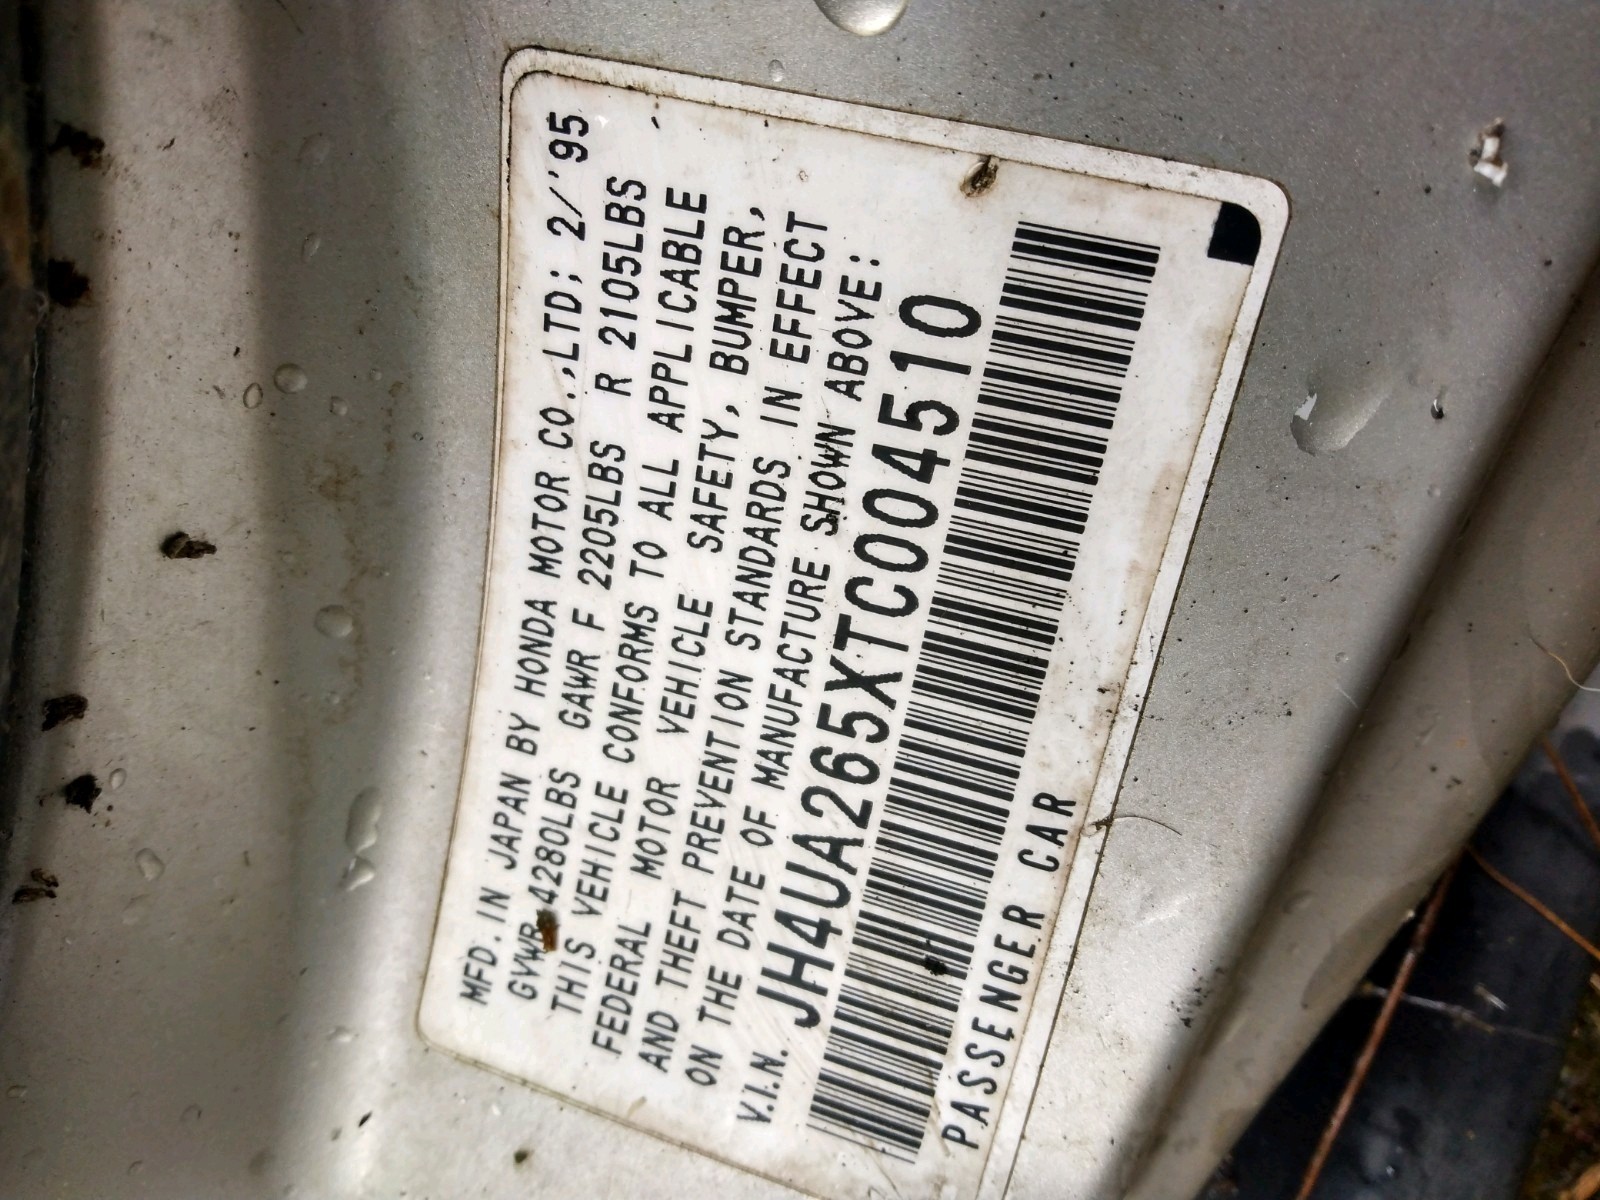 MFD. IN JAPAN BY HONDA MOTOR CO.,LTD; 2/'95
GVWR 4280LBS GAWR F 2205LBS R 2105LBS
THIS VEHICLE CONFORMS TO ALL APPLICABLE
FEDERAL MOTOR VEHICLE SAFETY, BUMPER,
AND THEFT PREVENTION STANDARDS IN EFFECT
ON THE DATE OF MANUFACTURE SHOWN ABOVE:
V.I.N. JH4UA265XTC004510
PASSENGER CAR